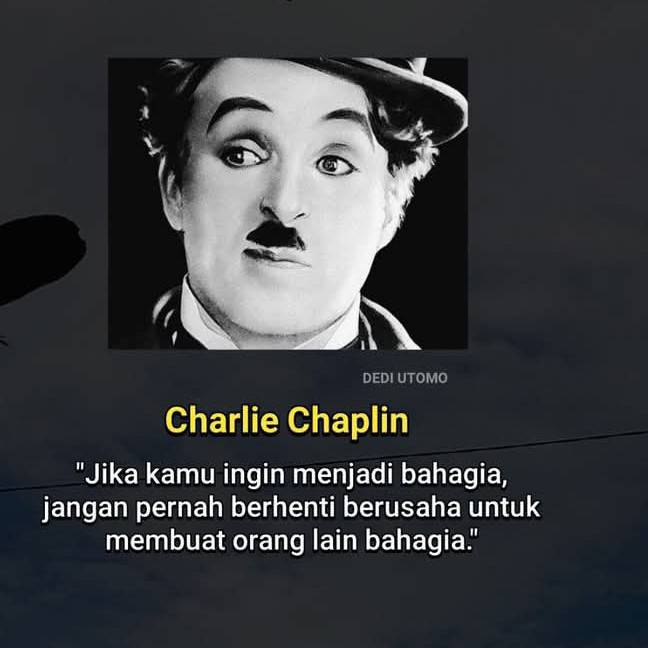 DEDI UTOMO
Charlie Chaplin
"Jika kamu ingin menjadi bahagia,
jangan pernah berhenti berusaha untuk
membuat orang lain bahagia."